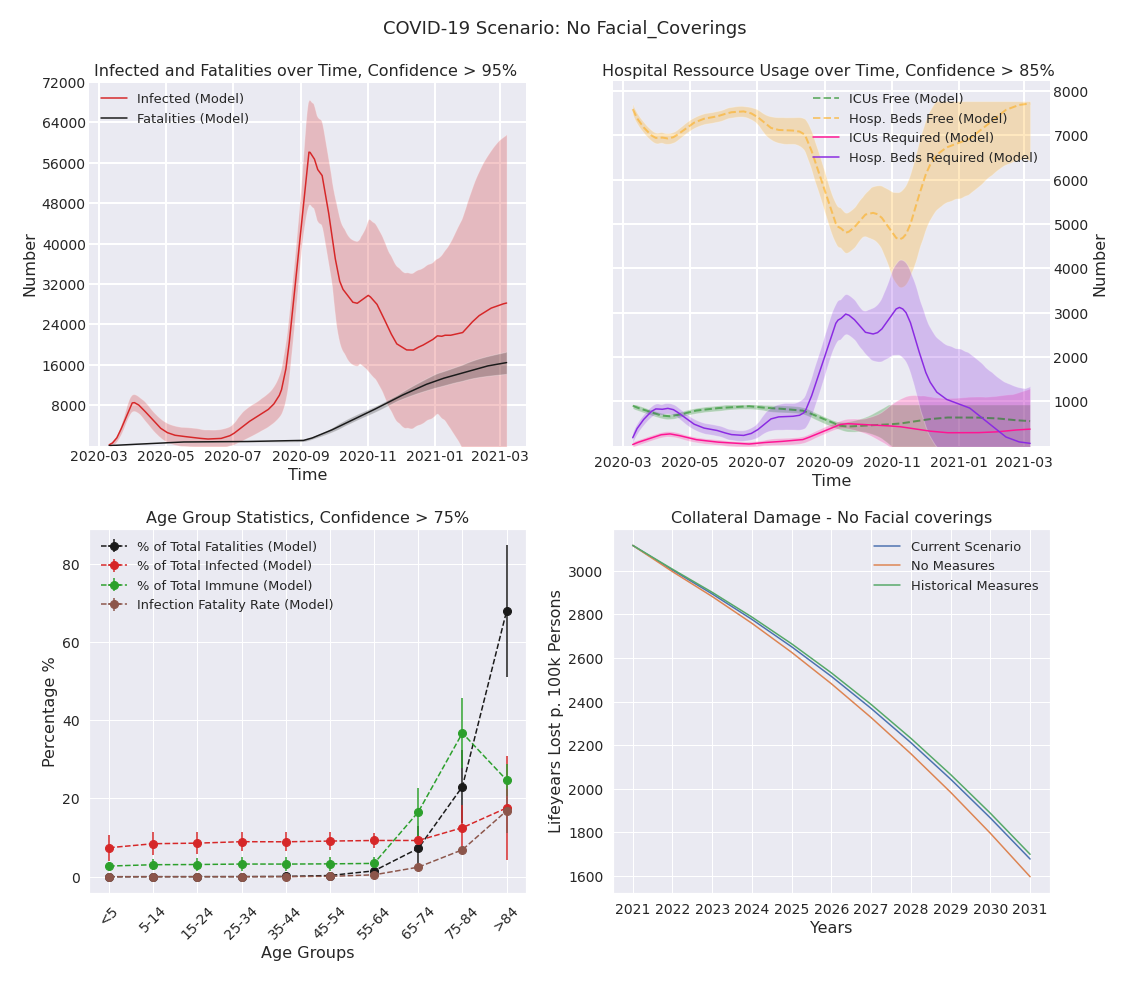 COVID-19 Scenario: No Facial_Coverings
Infected and Fatalities over Time, Confidence > 95%
72000
64000
56000
48000
40000
32000
24000
16000
8000
Number
Infected (Model)
Fatalities (Model)
2020-03 2020-05 2020-07 2020-09 2020-11 2021-01 2021-03
Time
Hospital Ressource Usage over Time, Confidence > 85%
ICUs Free (Model)
Hosp. Beds Free (Model)
ICUs Required (Model)
Hosp. Beds Required (Model)
8000
7000
6000
5000
4000
3000
2000
1000
Number
2020-03 2020-05 2020-07 2020-09 2020-11 2021-01 2021-03
Time
Age Group Statistics, Confidence > 75%
% of Total Fatalities (Model)
% of Total Infected (Model)
% of Total Immune (Model)
Infection Fatality Rate (Model)
80
60
40
20
0
Percentage %
<5 5-14 15-24 25-34 35-44 45-54 55-64 65-74 75-84 >84
Age Groups
Collateral Damage - No Facial coverings
Current Scenario
No Measures
Historical Measures
3000
2800
2600
2400
2200
2000
1800
1600
Lifeyears Lost p. 100k Persons
2021 2022 2023 2024 2025 2026 2027 2028 2029 2030 2031
Years